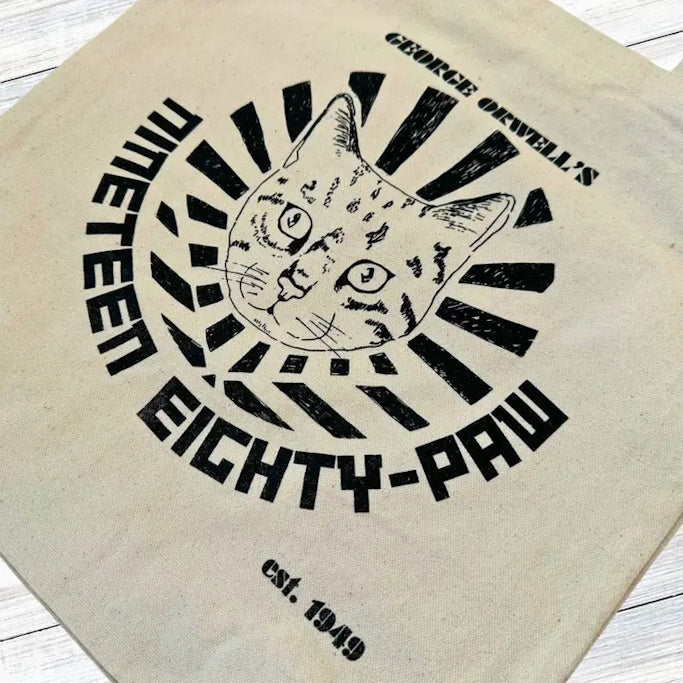 GEORGE ORWELL'S
NINETEEN EIGHTY-PAW
est. 1949